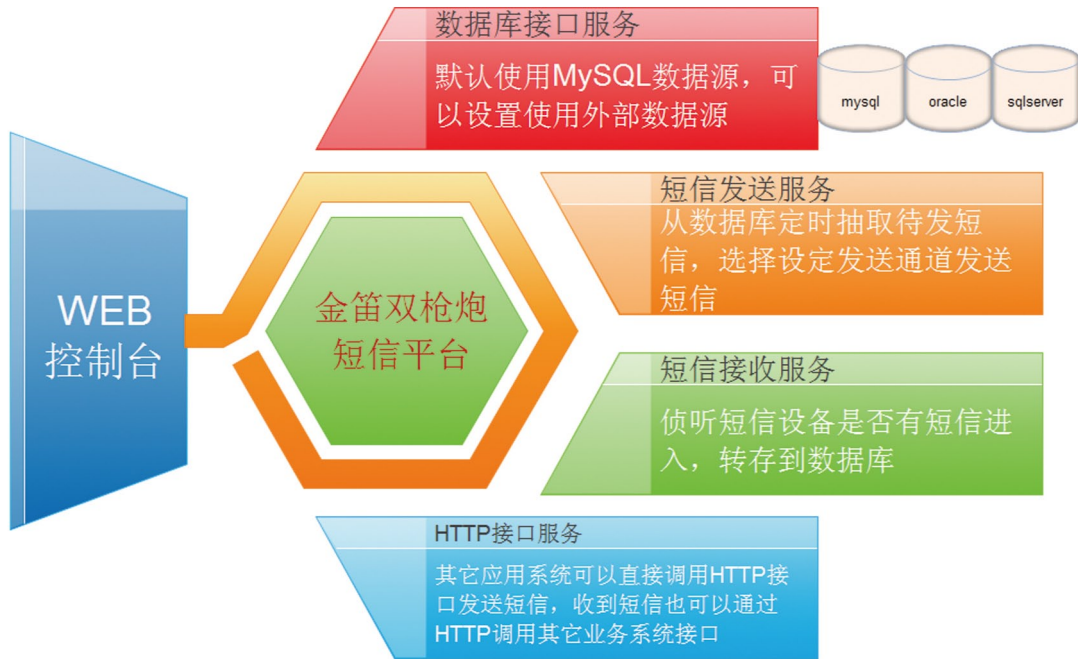 数据库接口服务
默认使用MySQL数据源，可
以设置使用外部数据源
mysql
oracle
sqlserver
短信发送服务
从数据库定时抽取待发短
信，选择设定发送通道发送
短信
WEB
控制台
金笛双枪炮
短信平台
短信接收服务
侦听短信设备是否有短信进
入，转存到数据库
HTTP接口服务
其它应用系统可以直接调用HTTP接
口发送短信，收到短信也可以通过
HTTP调用其它业务系统接口